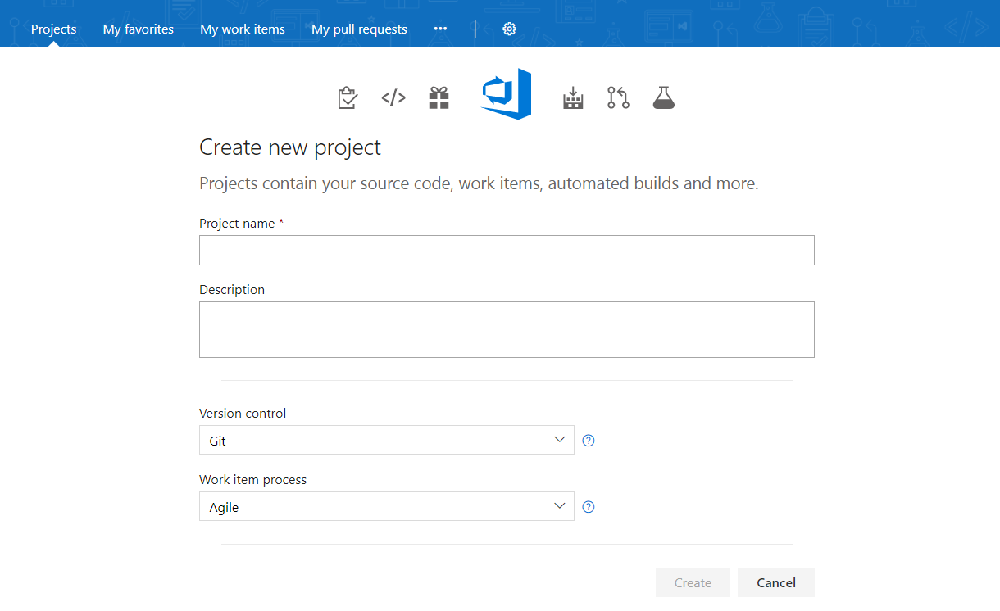 Projects My favorites My work items My pull requests ...
Create new project
Projects contain your source code, work items, automated builds and more.
Project name *
Description
Version control
Git
Work item process
Agile
Create Cancel